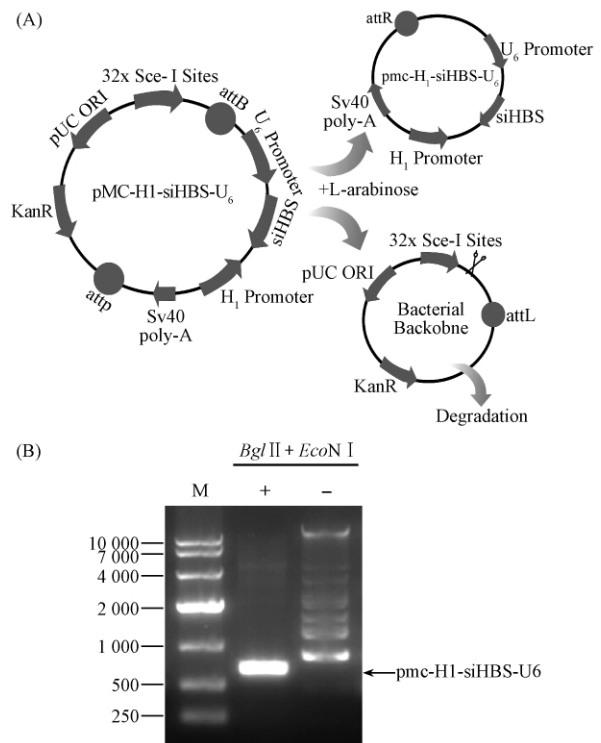 (A)
attR
U6 Promoter
pmc-H1-siHBS-U6
siHBS
Sv40
poly-A
H1 Promoter
32x Sce-I Sites
pUC ORI
attB
U6 Promoter
pMC-H1-siHBS-U6
siHBS
KanR
attp
Sv40
poly-A
H1 Promoter
+L-arabinose
32x Sce-I Sites
pUC ORI
Bacterial
Backobne
attL
KanR
Degradation
(B)
Bgl II + EcoN I
M + −
10 000
7 000
4 000
2 000
1 000
500
250
pmc-H1-siHBS-U6